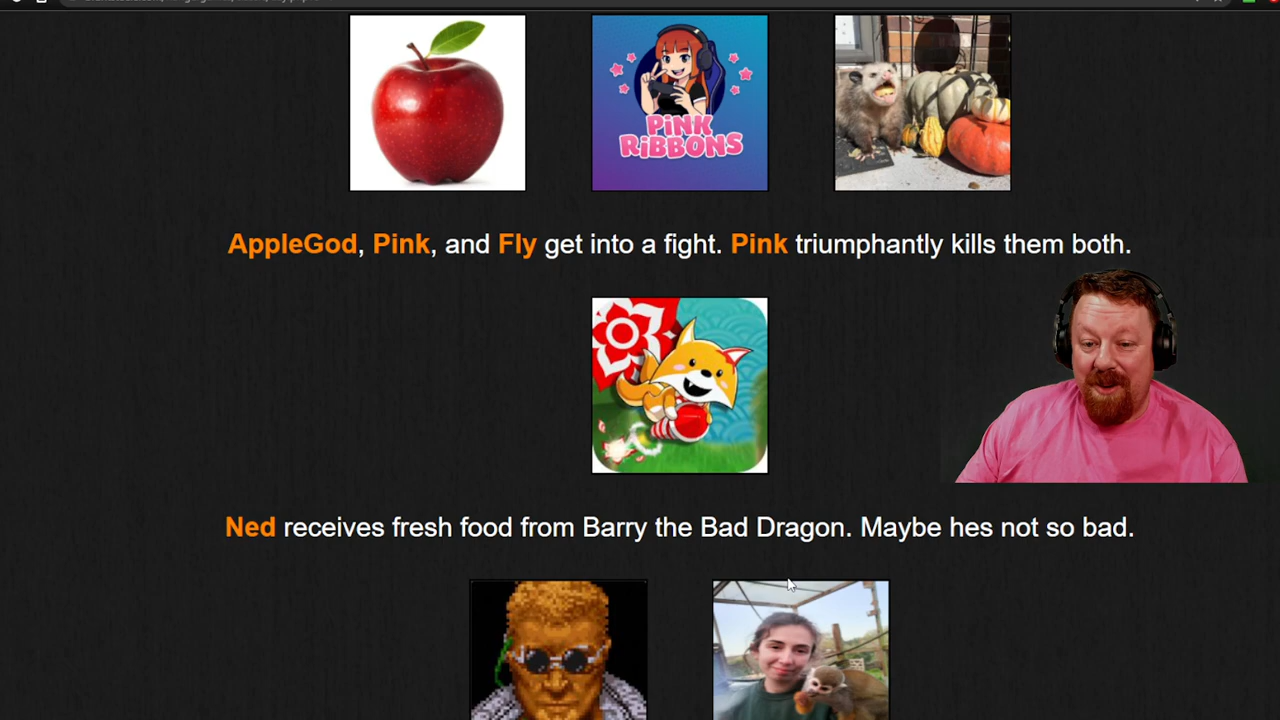 PiNK
RiBBONS
AppleGod, Pink, and Fly get into a fight. Pink triumphantly kills them both.
Ned receives fresh food from Barry the Bad Dragon. Maybe hes not so bad.